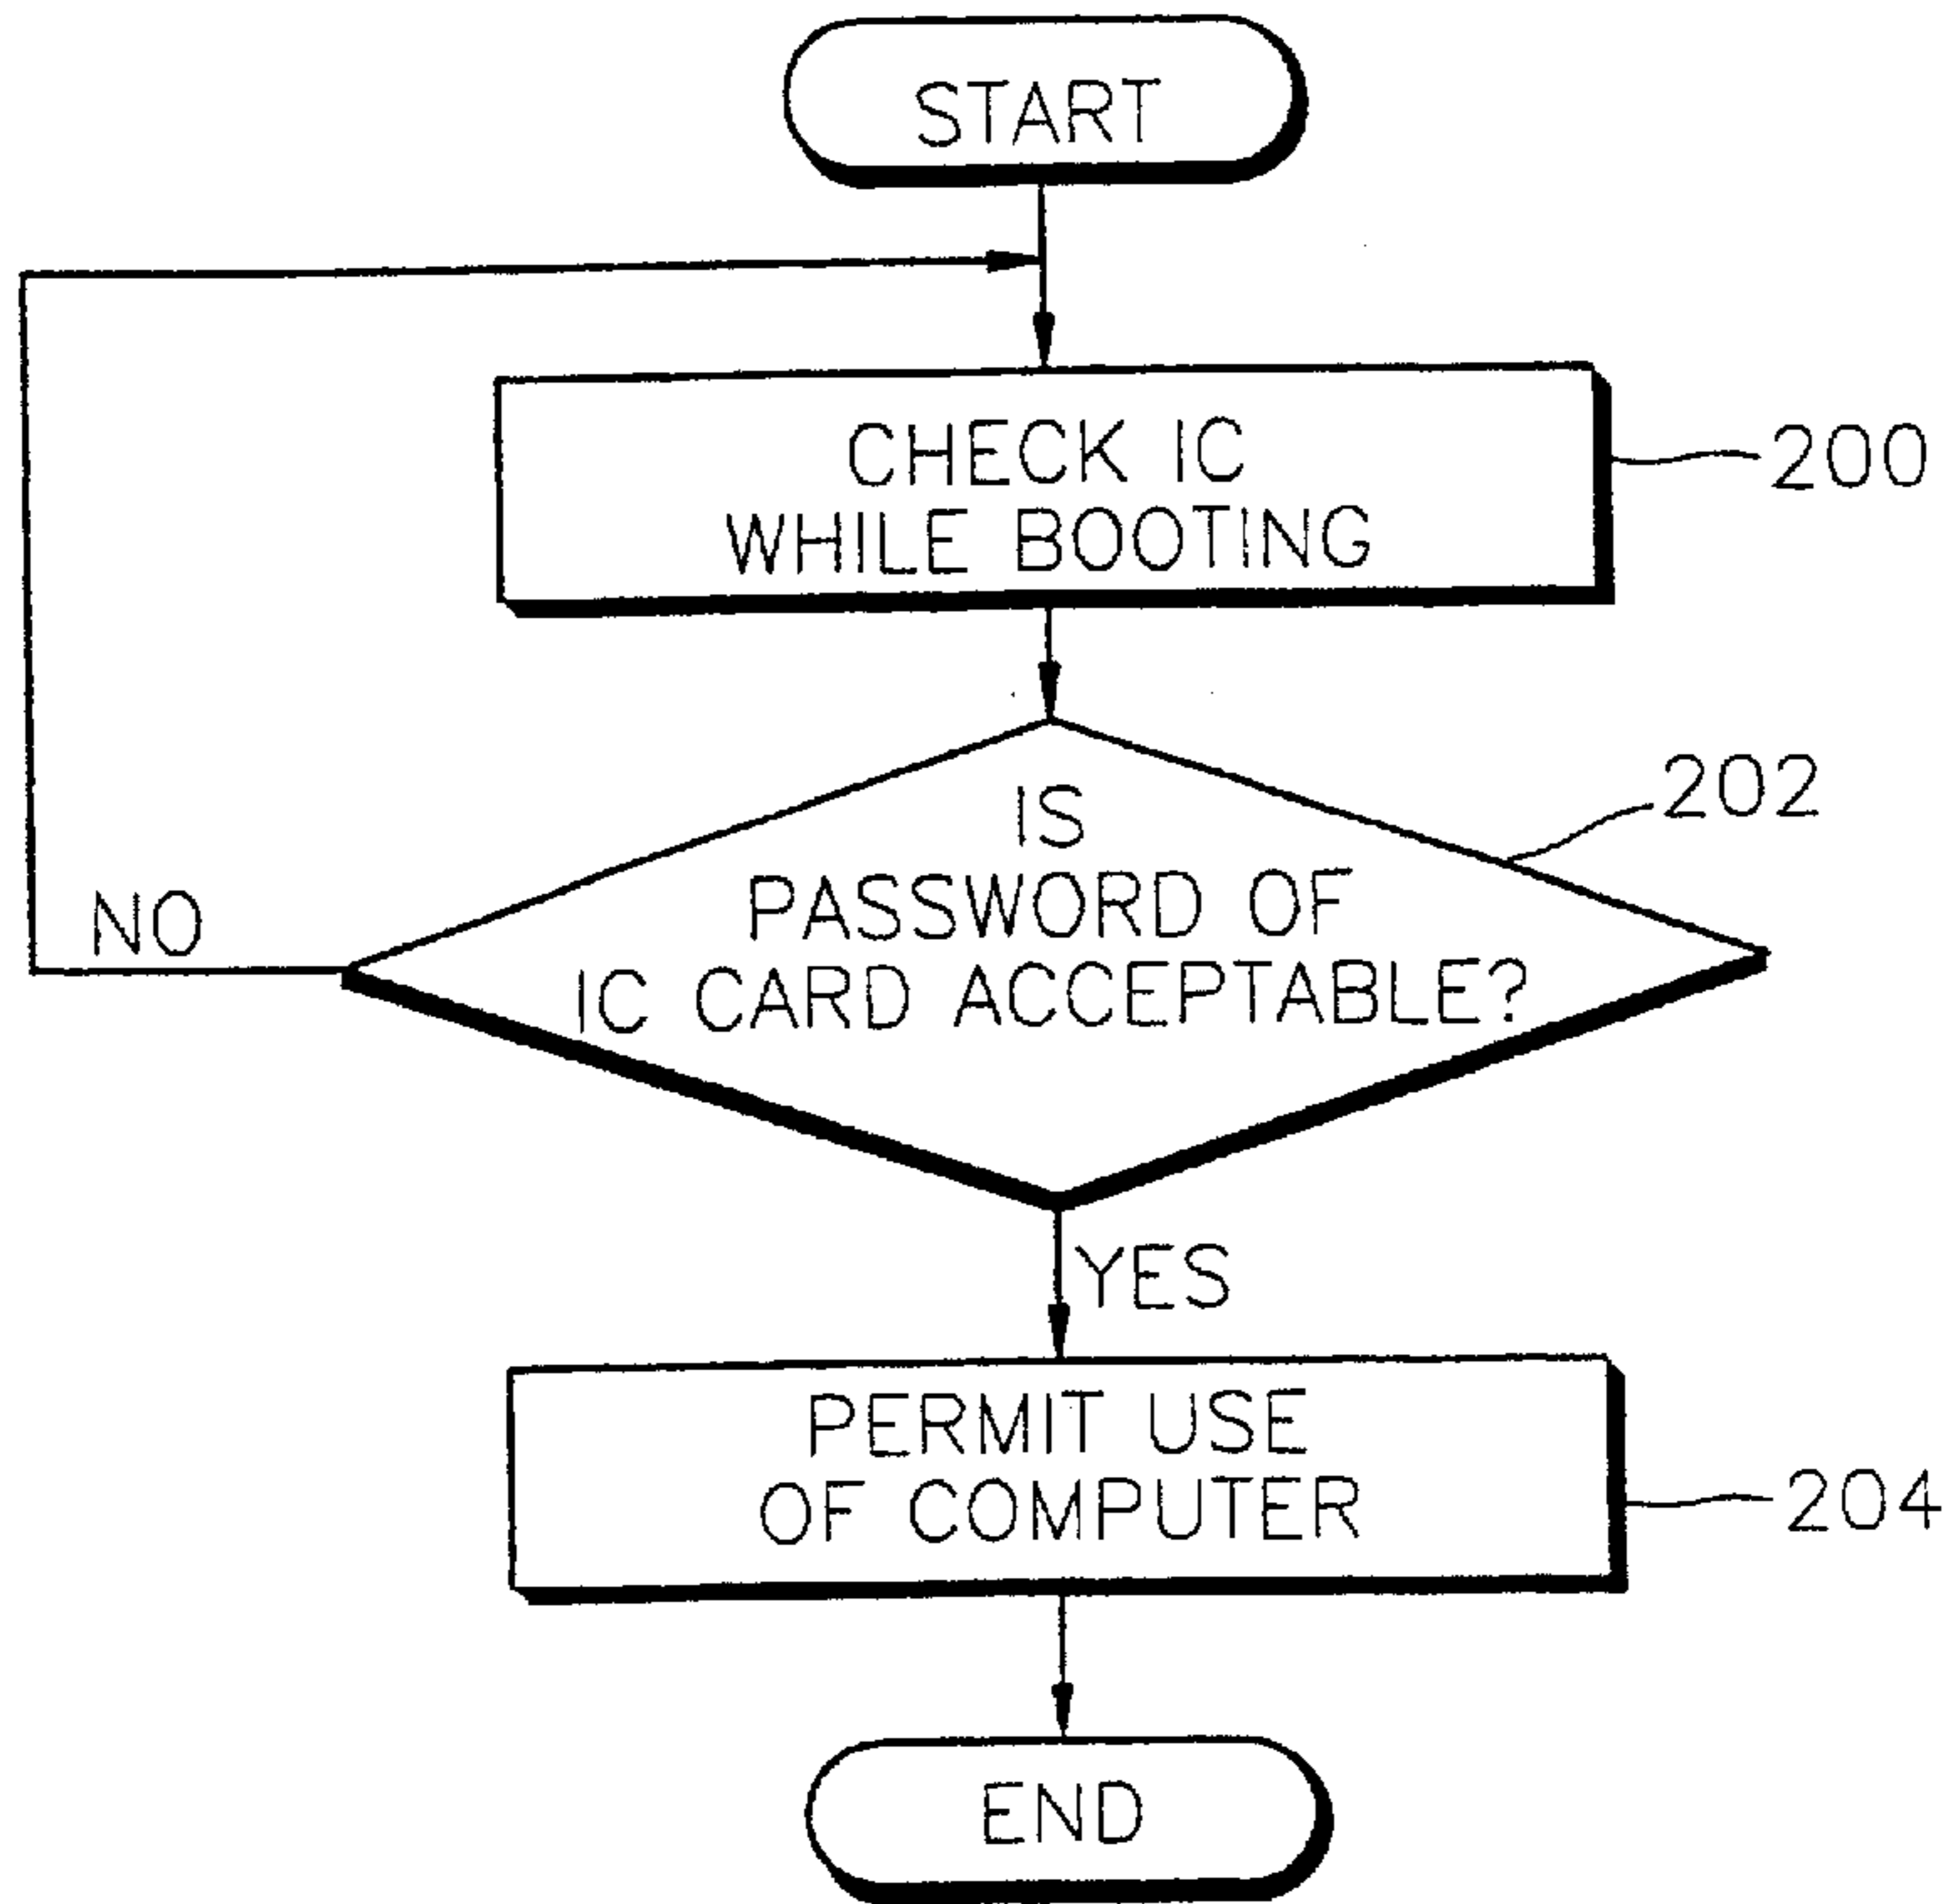 START
CHECK IC
WHILE BOOTING
200
IS
PASSWORD OF
IC CARD ACCEPTABLE?
202
NO
YES
PERMIT USE
OF COMPUTER
204
END